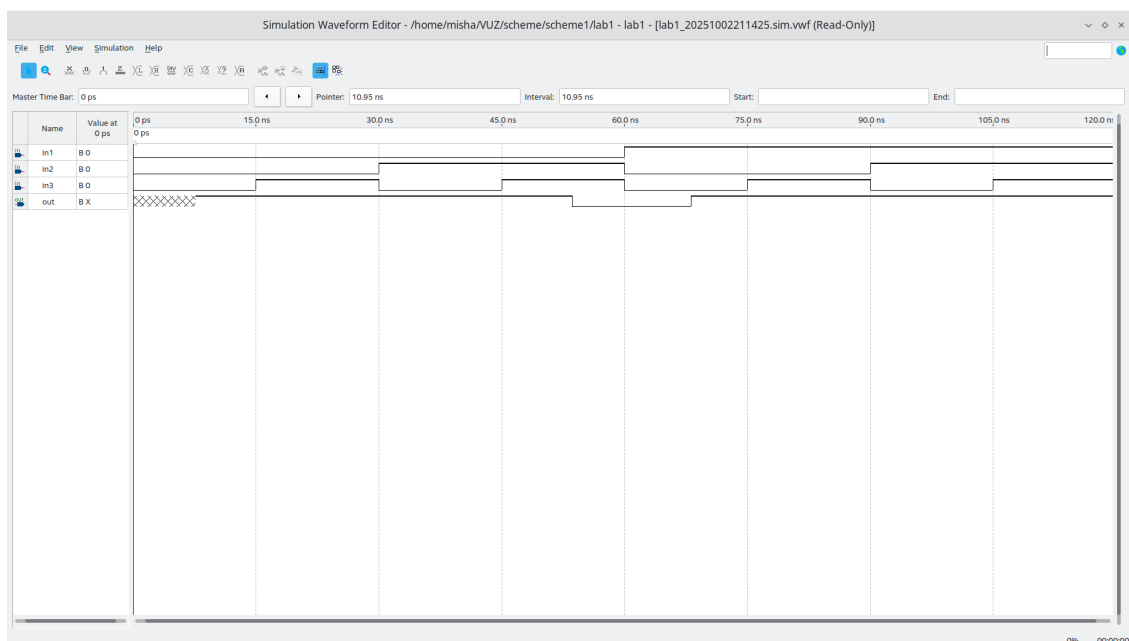 Simulation Waveform Editor - /home/misha/VUZ/scheme/scheme1/lab1 - lab1 - [lab1_20251002211425.sim.vwf (Read-Only)]
File Edit View Simulation Help
Master Time Bar: 0 ps Pointer: 10.95 ns Interval: 10.95 ns Start: End:
Name Value at 0 ps
0 ps 15.0 ns 30.0 ns 45.0 ns 60.0 ns 75.0 ns 90.0 ns 105.0 ns 120.0 ns
0 ps
in in1 B 0
in in2 B 0
in in3 B 0
out out B X
0% 00:00:00